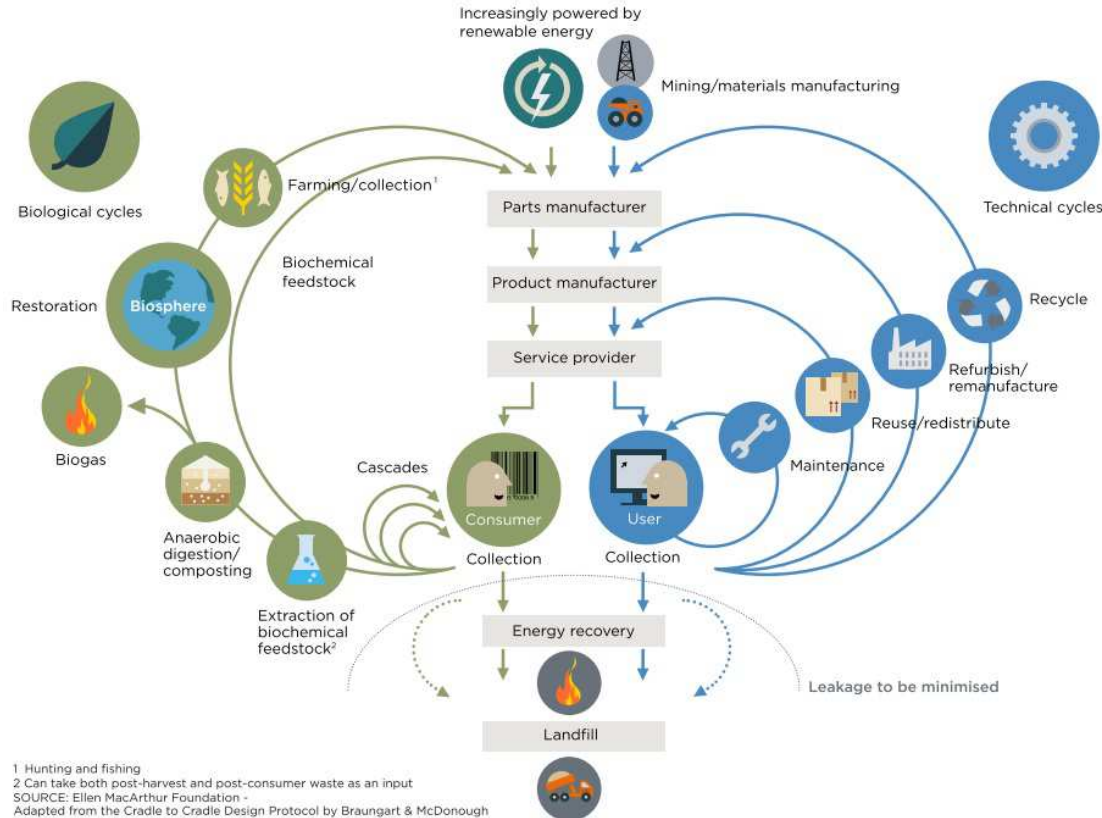 Increasingly powered by
renewable energy
Mining/materials manufacturing
Biological cycles
Technical cycles
Farming/collection¹
Parts manufacturer
Biochemical
feedstock
Product manufacturer
Restoration
Biosphere
Recycle
Service provider
Refurbish/
remanufacture
Reuse/redistribute
Biogas
Cascades
Maintenance
Consumer
User
Anaerobic
digestion/
composting
Collection
Collection
Extraction of
biochemical
feedstock²
Energy recovery
Leakage to be minimised
Landfill
1 Hunting and fishing
2 Can take both post-harvest and post-consumer waste as an input
SOURCE: Ellen MacArthur Foundation -
Adapted from the Cradle to Cradle Design Protocol by Braungart & McDonough